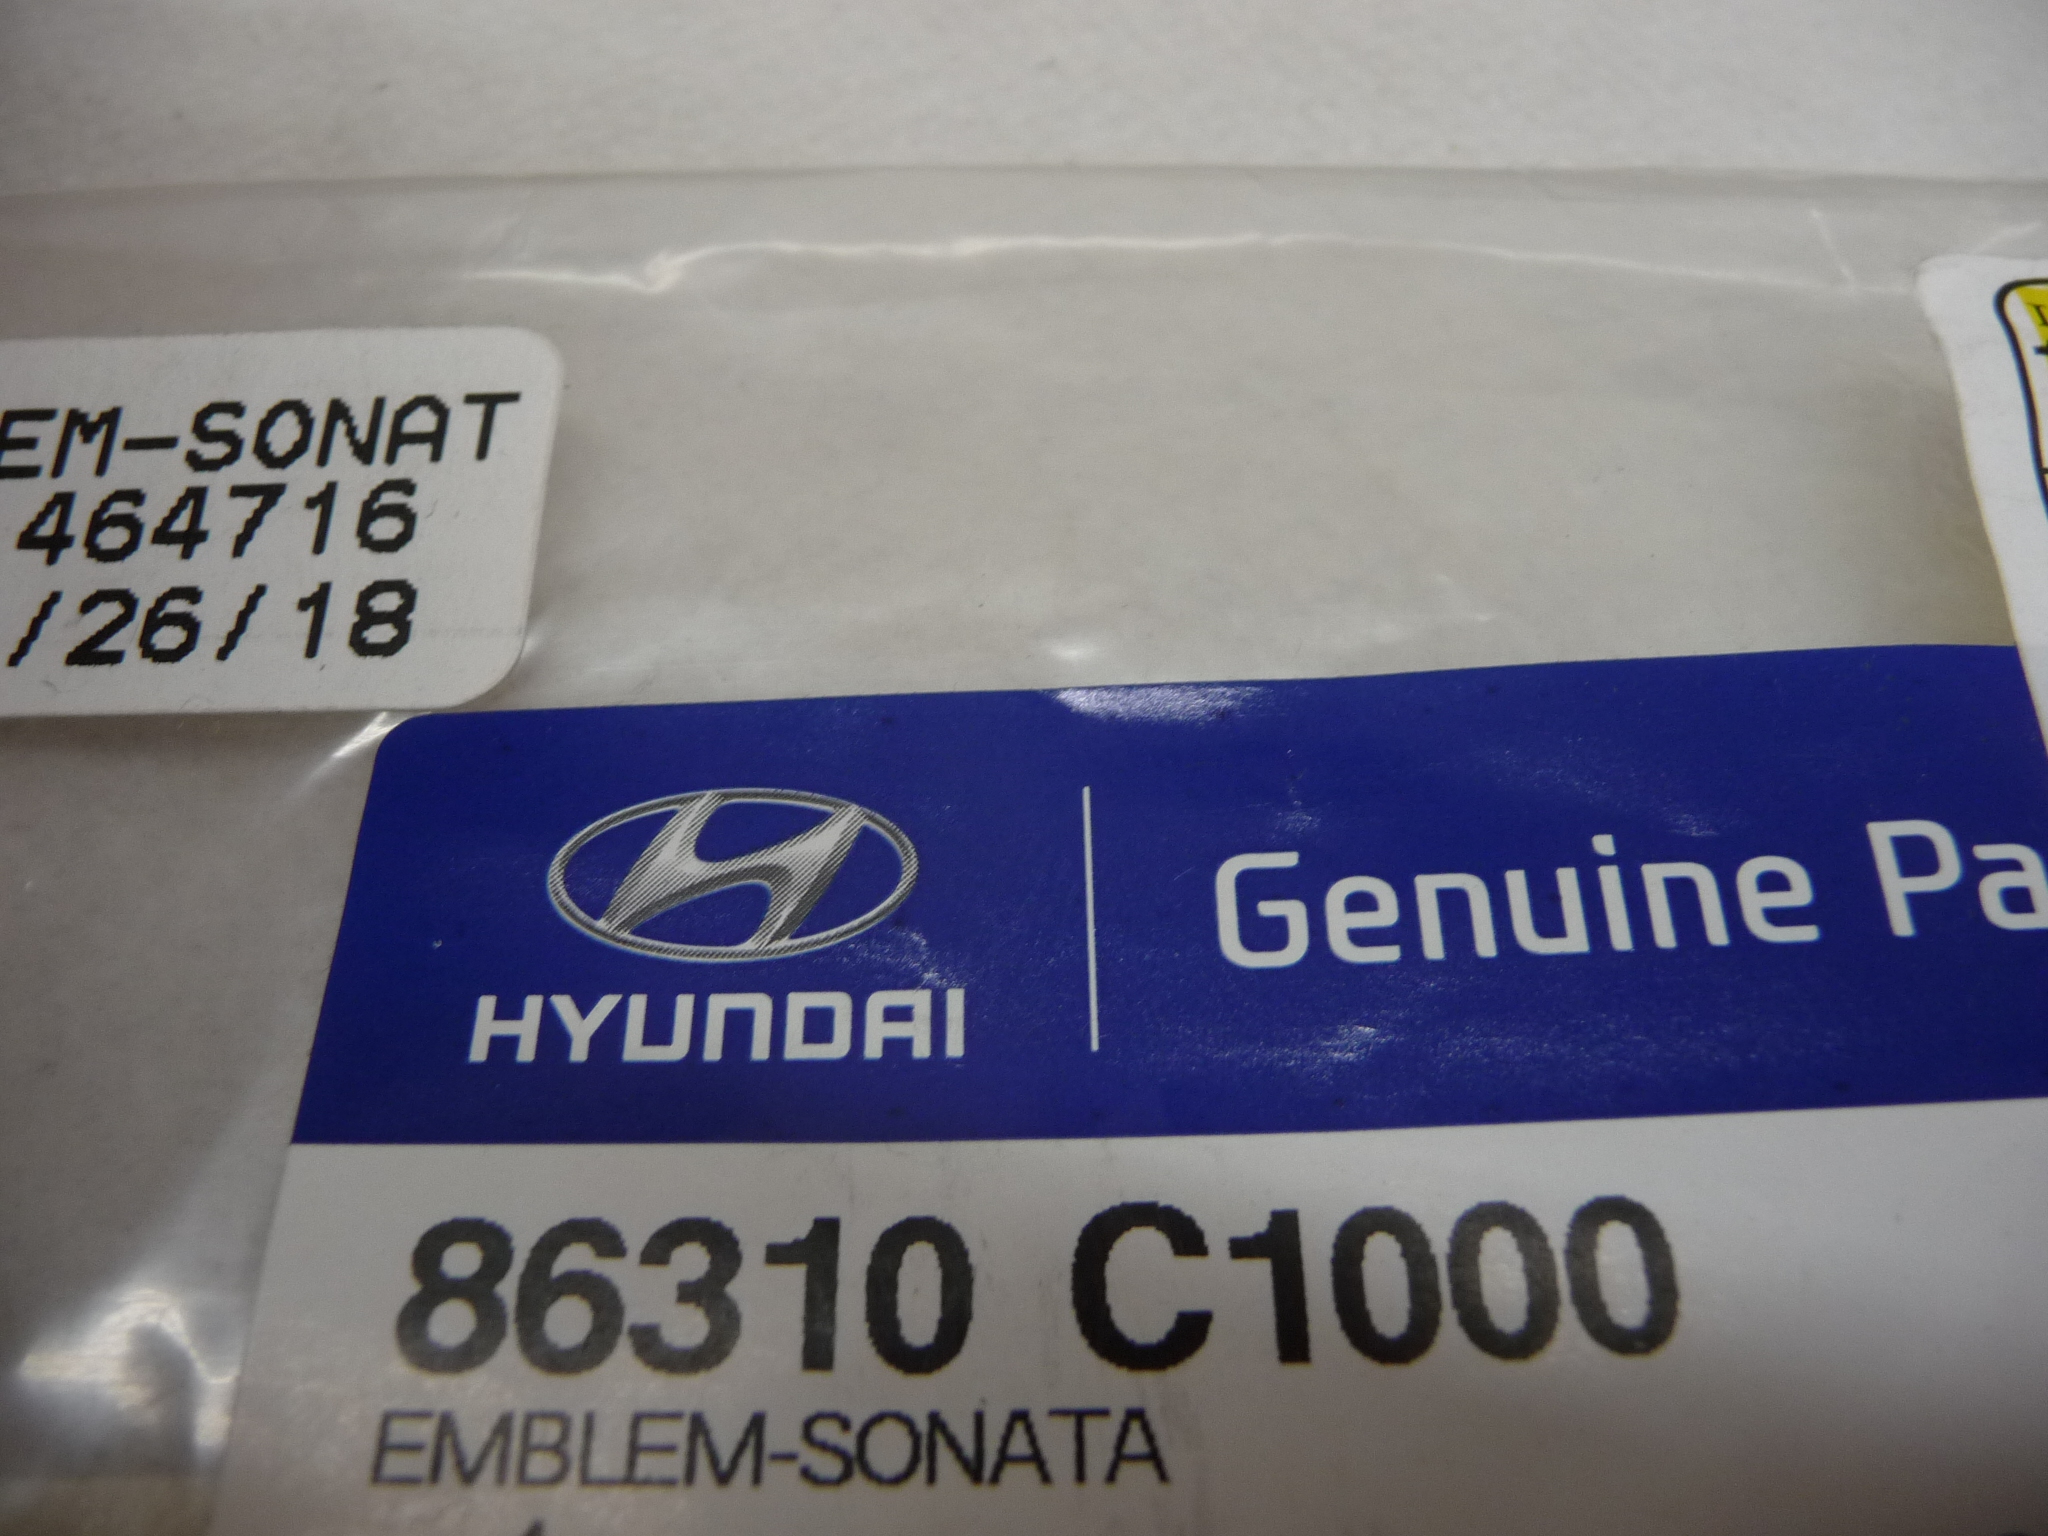 EM-SONAT
464716
/26/18
HYUNDAI
Genuine Pa
86310 C1000
EMBLEM-SONATA